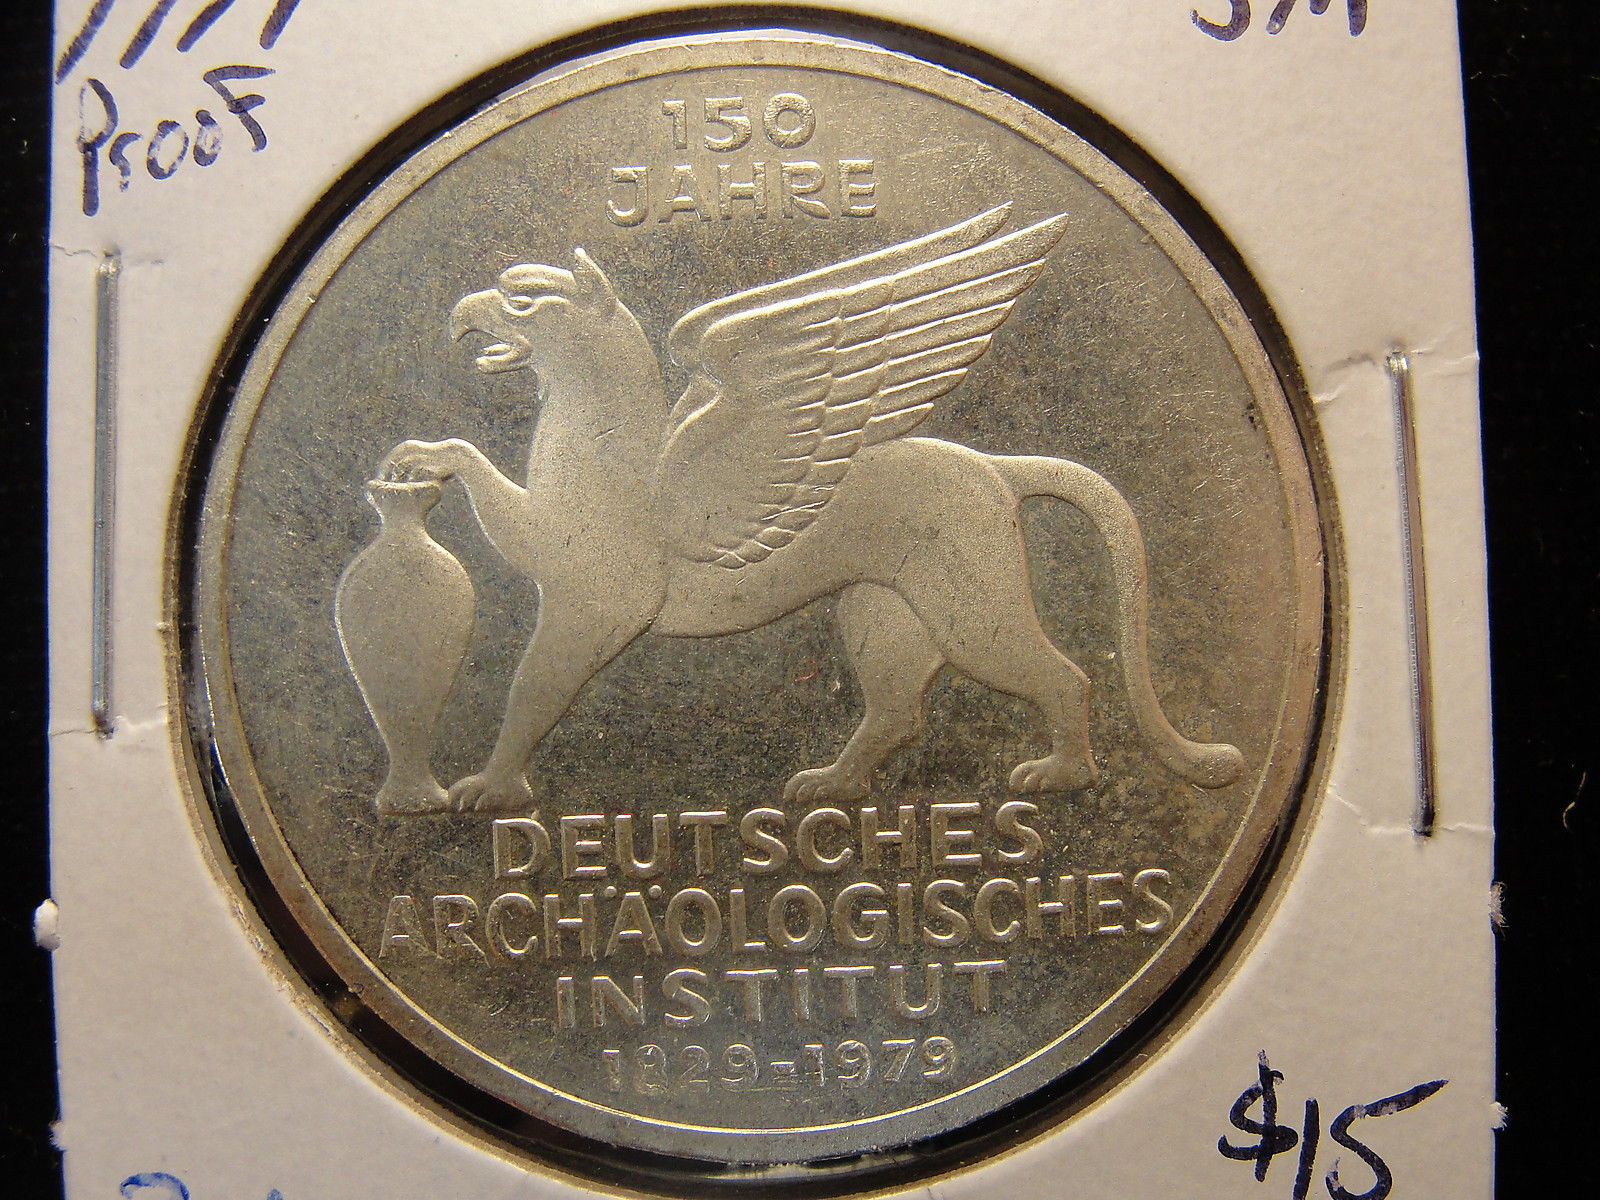 Proof
150
JAHRE
DEUTSCHES
ARCHÄOLOGISCHES
INSTITUT
1829-1979
$15